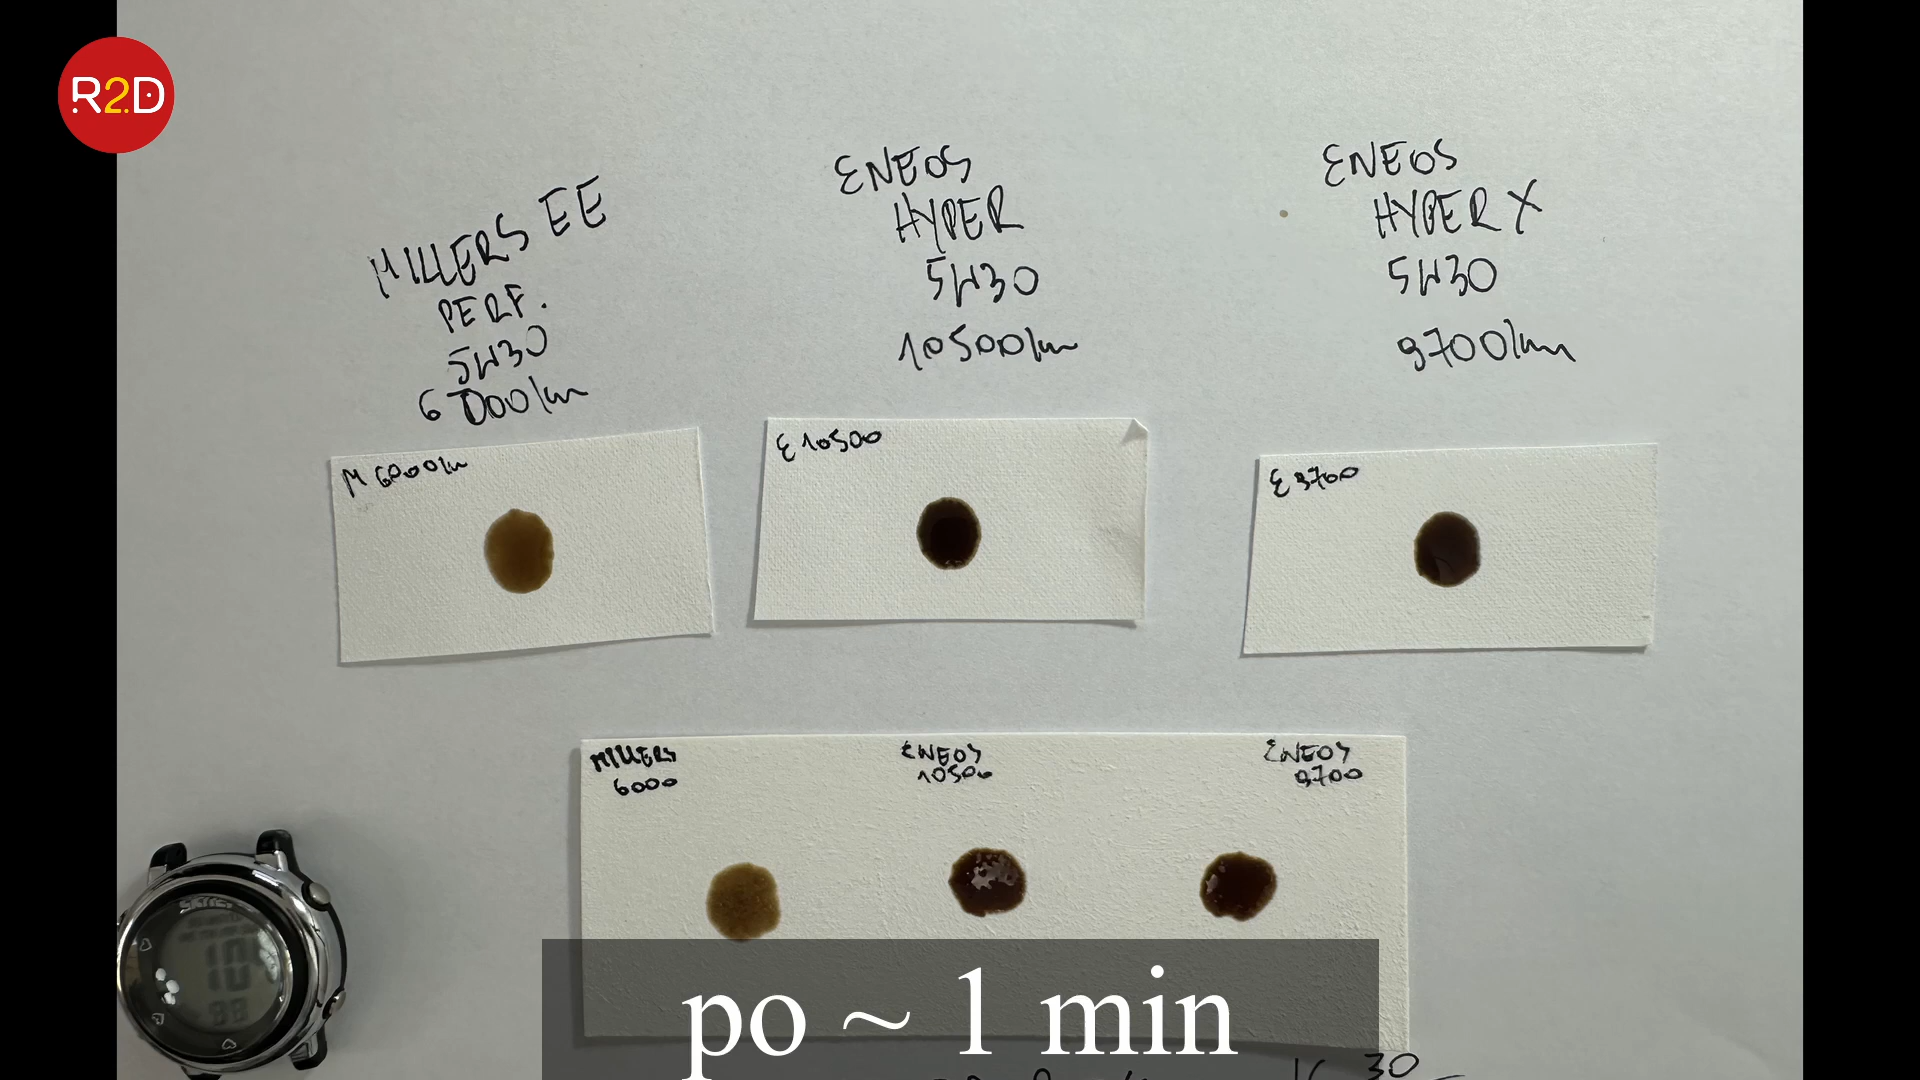 R2D
MILLERS EE
PERF.
5W30
6000km
ENEOS
HYPER
5W30
10500km
ENEOS
HYPER X
5W30
9700km
M 6000km
E 10500
E 9700
MILLERS
6000
ENEOS
10500
ENEOS
9700
po ~ 1 min
30